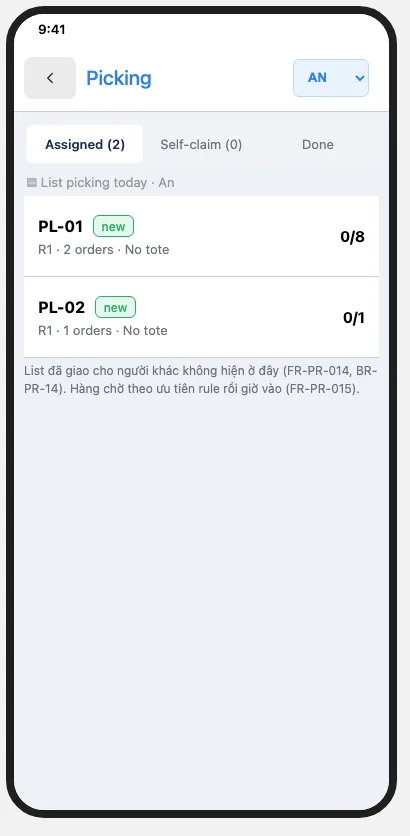 9:41
Picking
AN
Assigned (2)
Self-claim (0)
Done
List picking today · An
PL-01 new
R1 · 2 orders · No tote
0/8
PL-02 new
R1 · 1 orders · No tote
0/1
List đã giao cho người khác không hiện ở đây (FR-PR-014, BR-
PR-14). Hàng chờ theo ưu tiên rule rồi giờ vào (FR-PR-015).